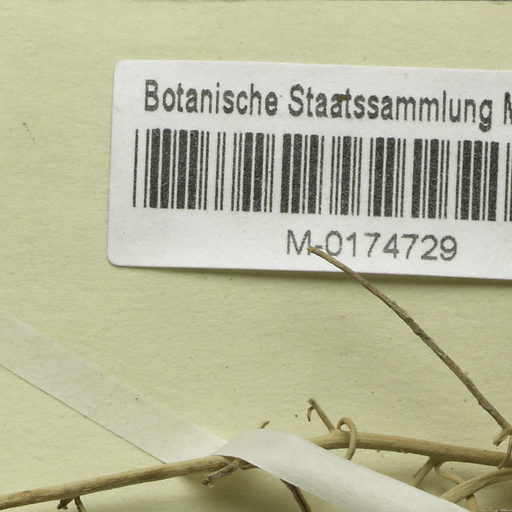 Botanische Staatssammlung M
M-0174729